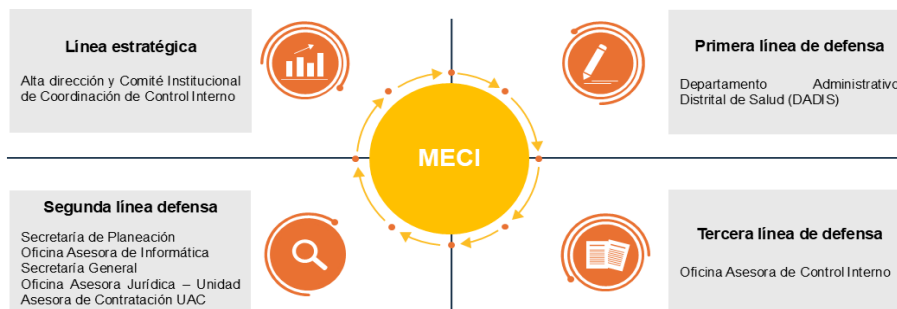 Línea estratégica
Alta dirección y Comité Institucional
de Coordinación de Control Interno
Primera línea de defensa
Departamento Administrativo
Distrital de Salud (DADIS)
MECI
Segunda línea defensa
Secretaría de Planeación
Oficina Asesora de Informática
Secretaría General
Oficina Asesora Jurídica – Unidad
Asesora de Contratación UAC
Tercera línea de defensa
Oficina Asesora de Control Interno